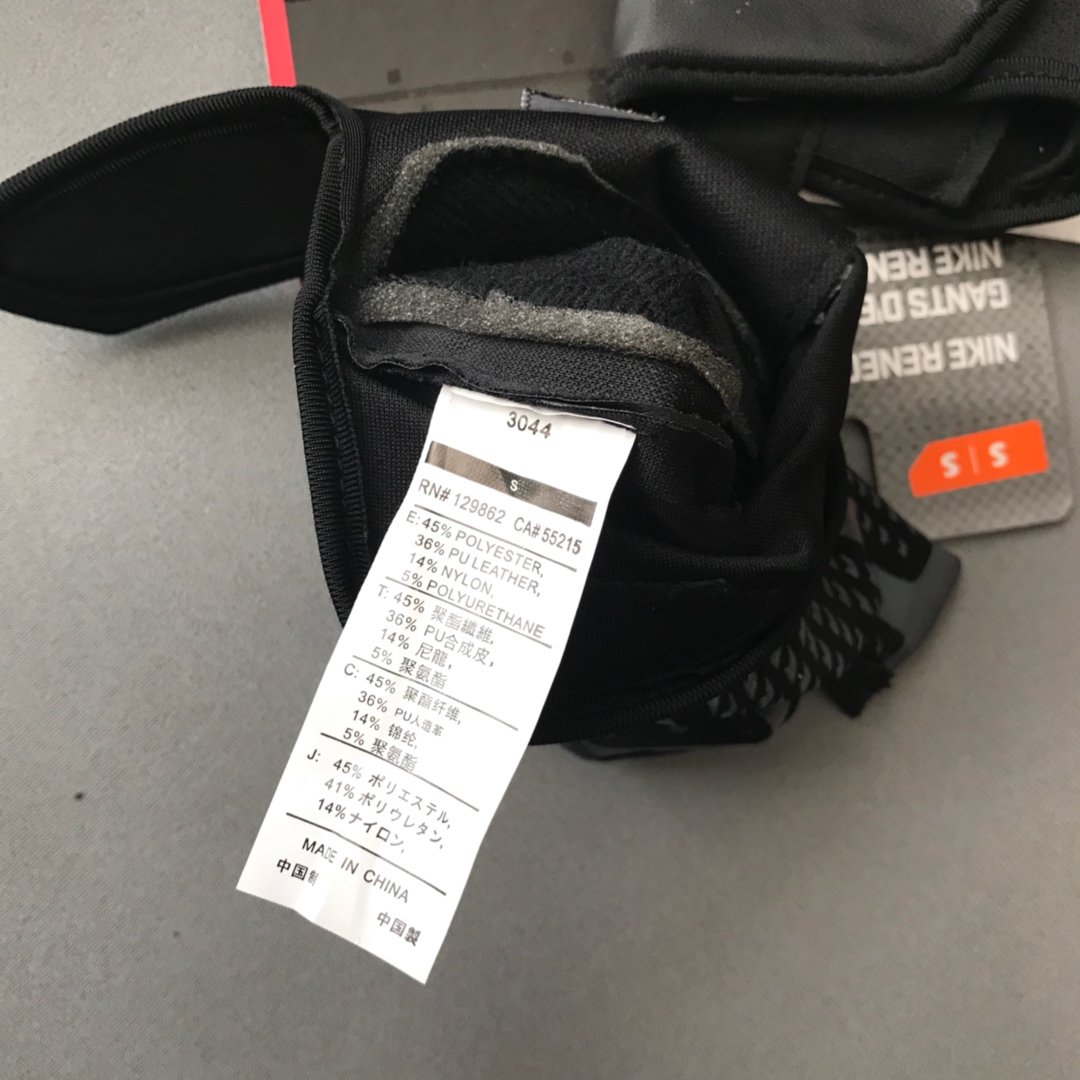 3044
S
RN# 129862 CA# 55215
E: 45% POLYESTER,
36% PU LEATHER,
14% NYLON,
5% POLYURETHANE
T: 45% 聚酯纖維,
36% PU合成皮,
14% 尼龍,
5% 聚氨酯
C: 45% 聚酯纤维,
36% PU人造革
14% 锦纶,
5% 聚氨酯
J: 45% ポリエステル,
41% ポリウレタン,
14% ナイロン,
MADE IN CHINA
中国制
中国製
NIKE RENE
GANTS D'E
NIKE RENE
S | S